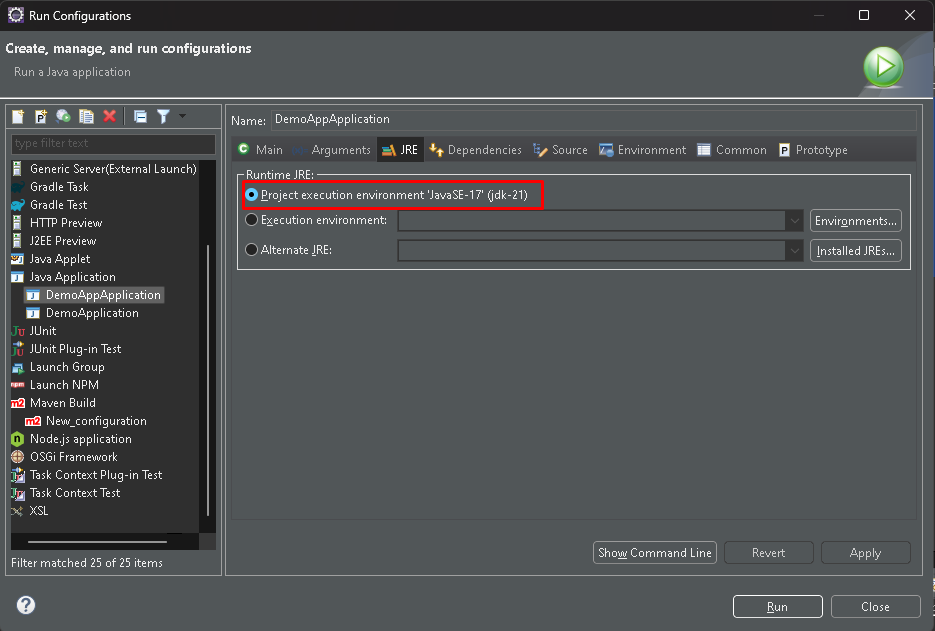 Run Configurations
Create, manage, and run configurations
Run a Java application
type filter text
Generic Server(External Launch)
Gradle Task
Gradle Test
HTTP Preview
J2EE Preview
Java Applet
Java Application
DemoAppApplication
DemoApplication
JUnit
JUnit Plug-in Test
Launch Group
Launch NPM
Maven Build
New_configuration
Node.js application
OSGi Framework
Task Context Plug-in Test
Task Context Test
XSL
Filter matched 25 of 25 items
Name: DemoAppApplication
Main Arguments JRE Dependencies Source Environment Common Prototype
Runtime JRE:
Project execution environment 'JavaSE-17' (jdk-21)
Execution environment: Environments...
Alternate JRE: Installed JREs...
Show Command Line Revert Apply
Run Close